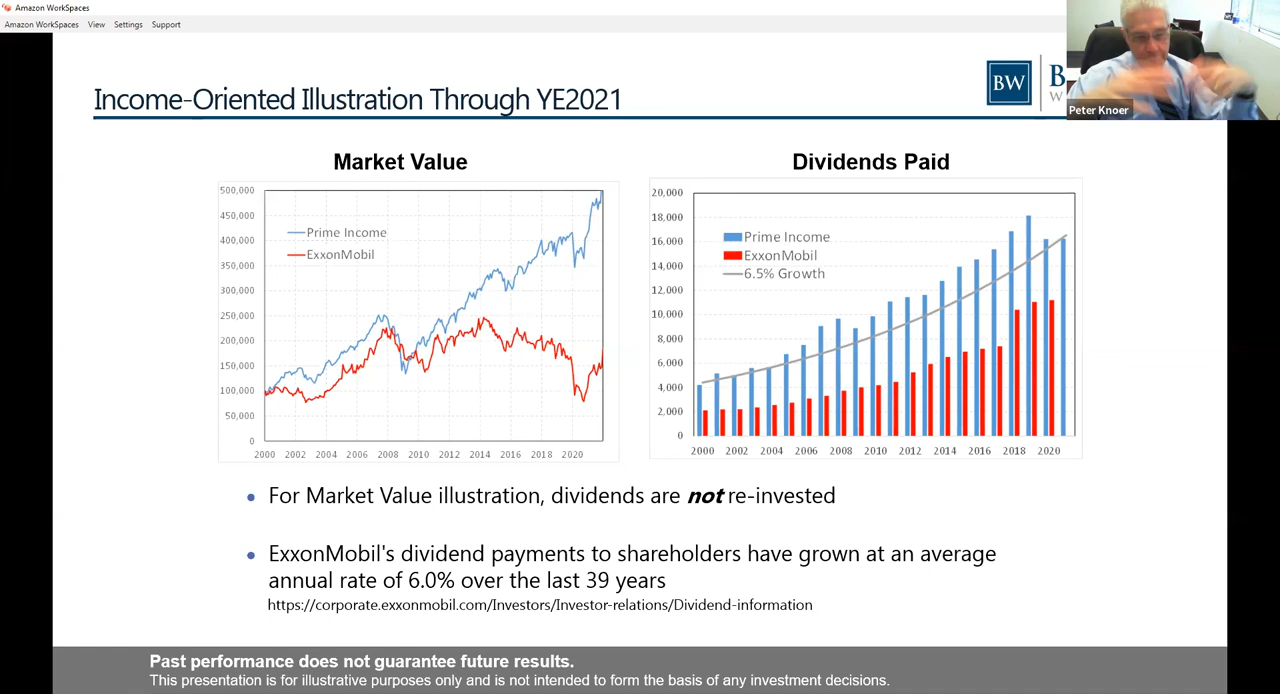 Amazon WorkSpaces
Amazon WorkSpaces View Settings Support
Peter Knoer
BW
B
W
Income-Oriented Illustration Through YE2021
Market Value
500,000
450,000
400,000
350,000
300,000
250,000
200,000
150,000
100,000
50,000
0
Prime Income
ExxonMobil
2000 2002 2004 2006 2008 2010 2012 2014 2016 2018 2020
Dividends Paid
20,000
18,000
16,000
14,000
12,000
10,000
8,000
6,000
4,000
2,000
0
Prime Income
ExxonMobil
6.5% Growth
2000 2002 2004 2006 2008 2010 2012 2014 2016 2018 2020
• For Market Value illustration, dividends are not re-invested
• ExxonMobil's dividend payments to shareholders have grown at an average
annual rate of 6.0% over the last 39 years
https://corporate.exxonmobil.com/Investors/Investor-relations/Dividend-information
Past performance does not guarantee future results.
This presentation is for illustrative purposes only and is not intended to form the basis of any investment decisions.